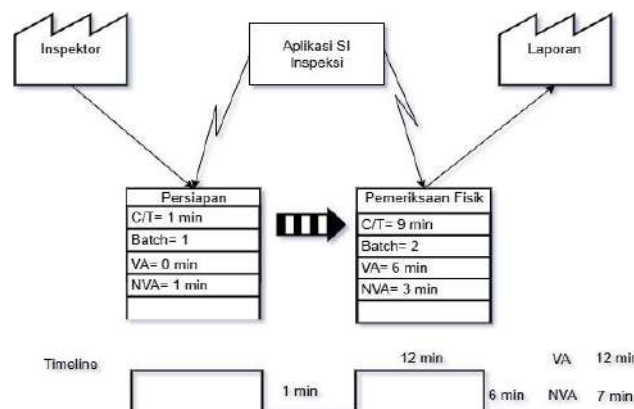 Inspektor
Aplikasi SI
Inspeksi
Laporan
Persiapan
C/T= 1 min
Batch= 1
VA= 0 min
NVA= 1 min
Pemeriksaan Fisik
C/T= 9 min
Batch= 2
VA= 6 min
NVA= 3 min
Timeline
12 min
VA 12 min
1 min
6 min
NVA 7 min